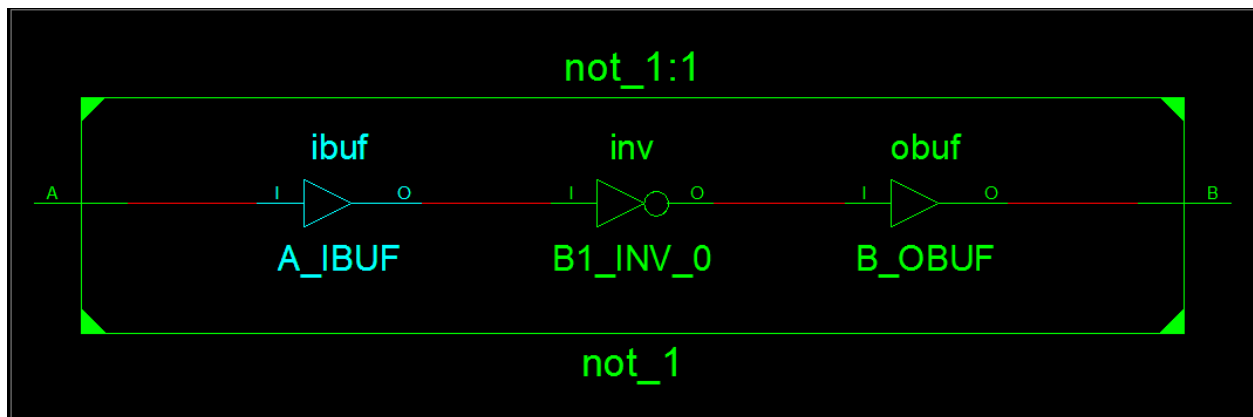 not_1:1
ibuf inv obuf
A I O I O I O B
A_IBUF B1_INV_0 B_OBUF
not_1